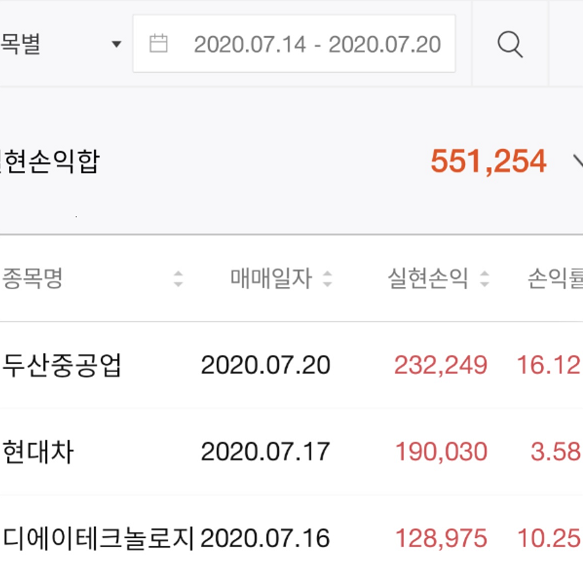 목별 2020.07.14 - 2020.07.20
현손익합 551,254
종목명 매매일자 실현손익 손익률
두산중공업 2020.07.20 232,249 16.12
현대차 2020.07.17 190,030 3.58
디에이테크놀로지 2020.07.16 128,975 10.25